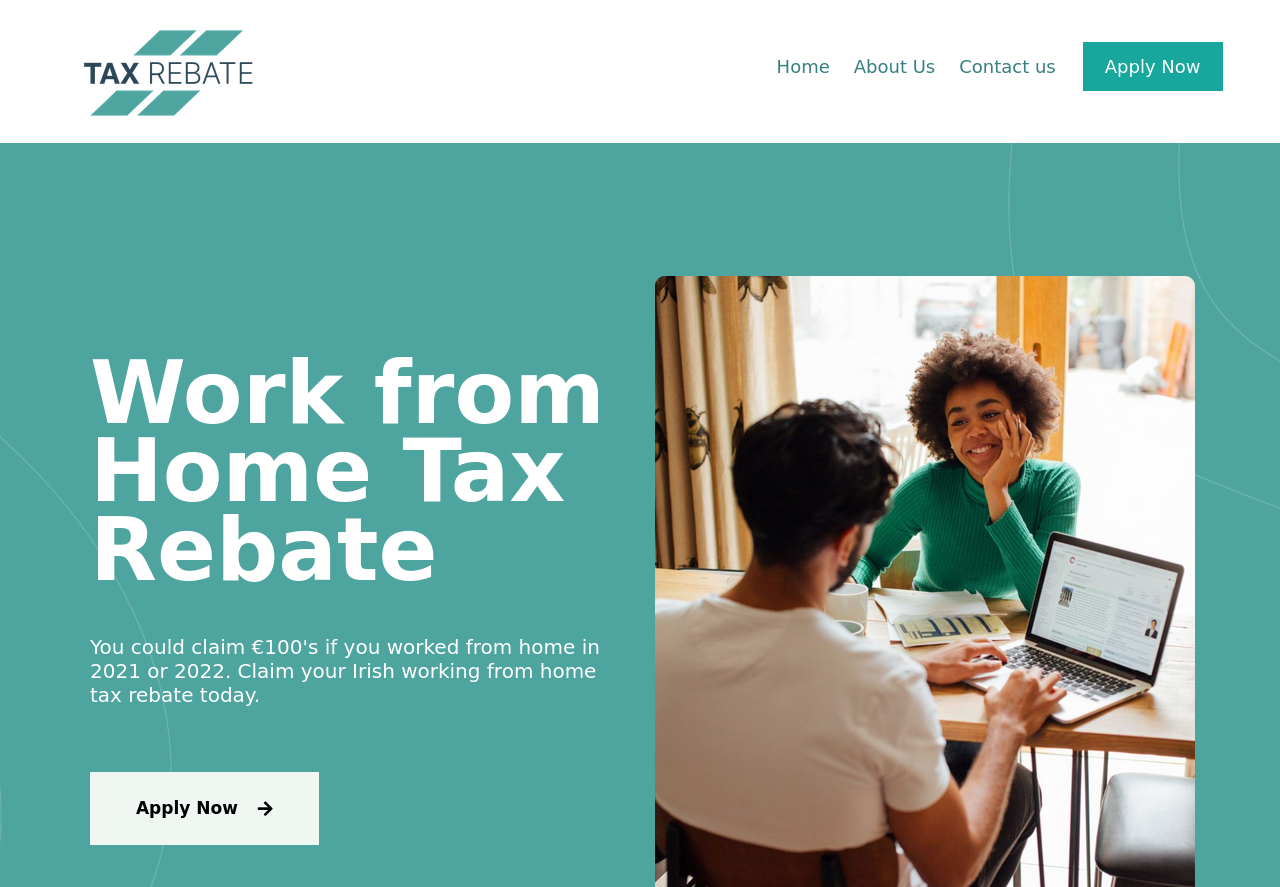 TAX REBATE
Home
About Us
Contact us
Apply Now
Work from
Home Tax
Rebate
You could claim €100's if you worked from home in
2021 or 2022. Claim your Irish working from home
tax rebate today.
Apply Now